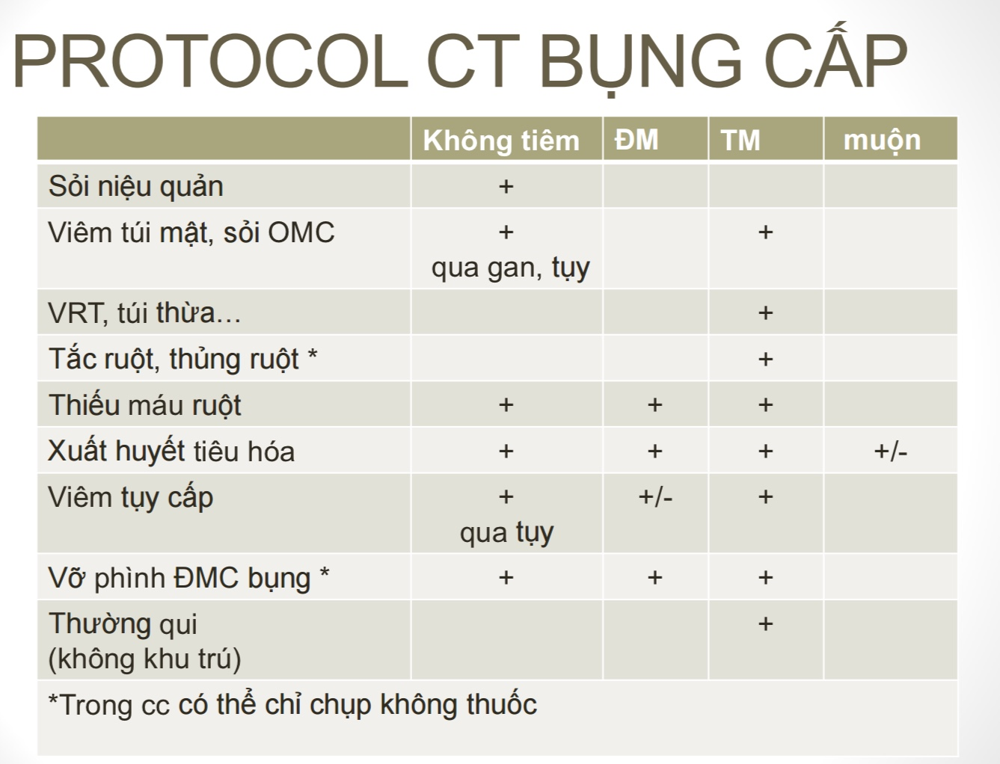 PROTOCOL CT BỤNG CẤP
Không tiêm ĐM TM muộn
Sỏi niệu quản +
Viêm túi mật, sỏi OMC + +
qua gan, tụy
VRT, túi thừa... +
Tắc ruột, thủng ruột * +
Thiếu máu ruột + + +
Xuất huyết tiêu hóa + + + +/-
Viêm tụy cấp + +/- +
qua tụy
Vỡ phình ĐMC bụng * + + +
Thường qui +
(không khu trú)
*Trong cc có thể chỉ chụp không thuốc